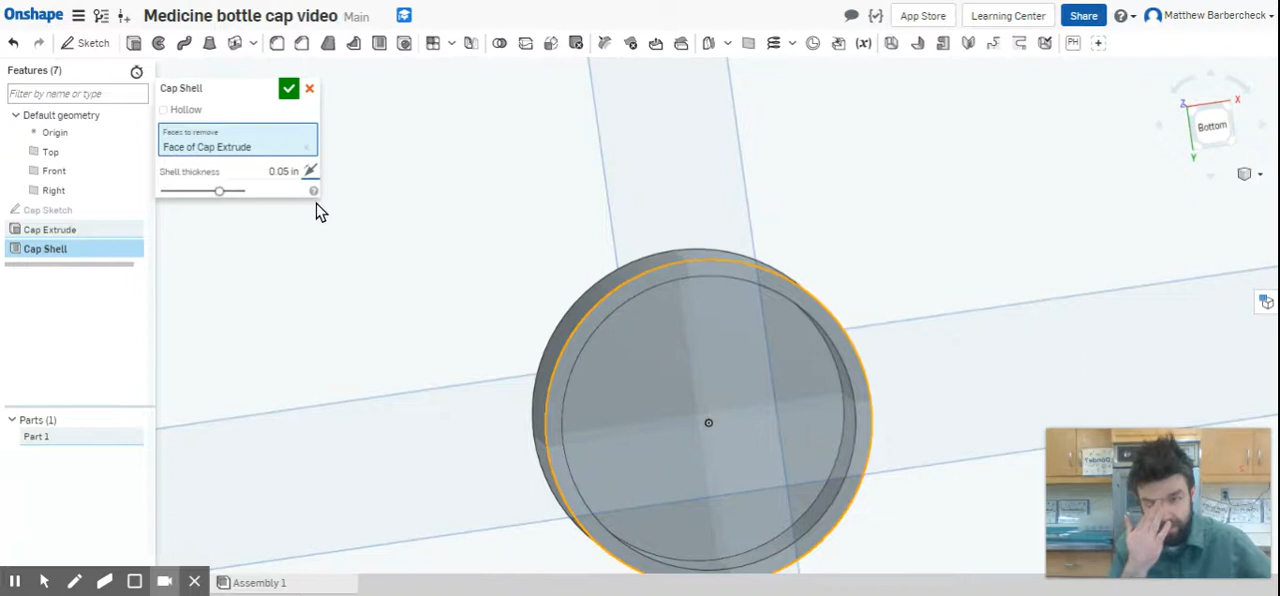 Onshape Medicine bottle cap video Main App Store Learning Center Share Matthew Barbercheck
Sketch (x) PH
Features (7)
Filter by name or type
Default geometry
Origin
Top
Front
Right
Cap Sketch
Cap Extrude
Cap Shell
Parts (1)
Part 1
Cap Shell
Hollow
Faces to remove
Face of Cap Extrude
Shell thickness 0.05 in
Z X
Bottom
Y
Assembly 1